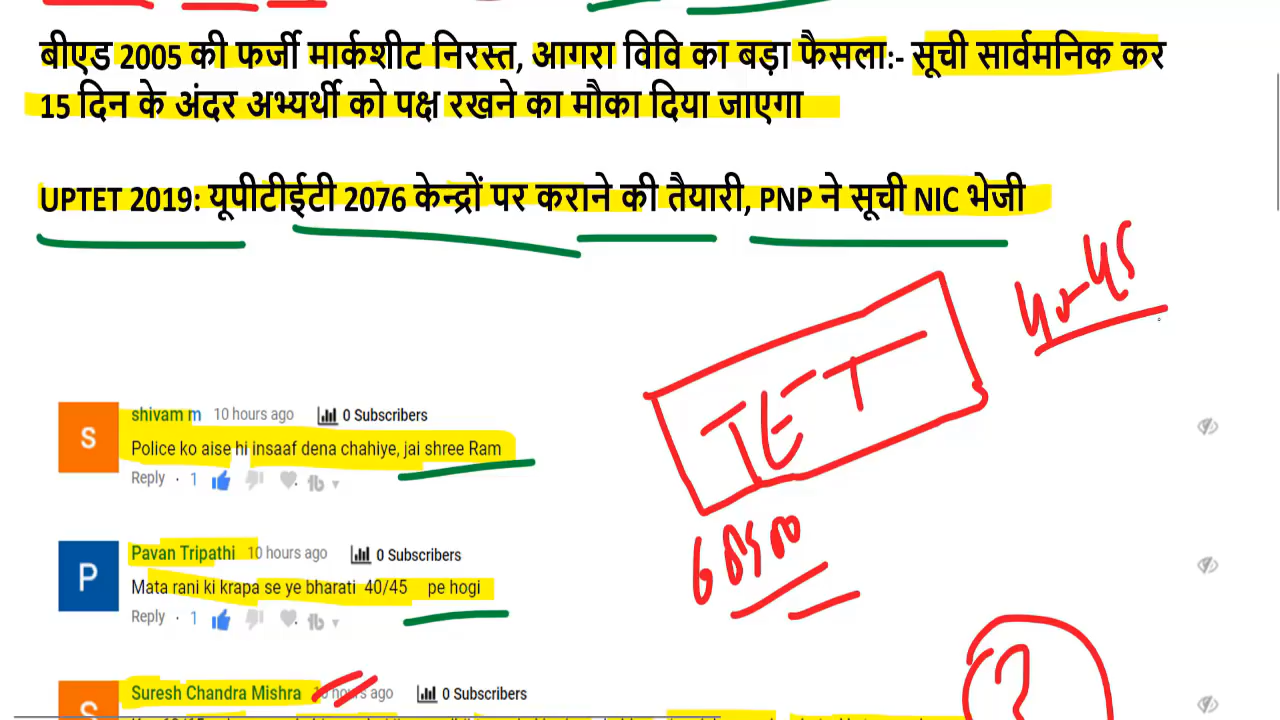 बीएड 2005 की फर्जी मार्कशीट निरस्त, आगरा विवि का बड़ा फैसला:- सूची सार्वमनिक कर
15 दिन के अंदर अभ्यर्थी को पक्ष रखने का मौका दिया जाएगा
UPTET 2019: यूपीटीईटी 2076 केन्द्रों पर कराने की तैयारी, PNP ने सूची NIC भेजी
40-45
TET
68500
S
shivam m 10 hours ago 0 Subscribers
Police ko aise hi insaaf dena chahiye, jai shree Ram
Reply · 1
P
Pavan Tripathi 10 hours ago 0 Subscribers
Mata rani ki krapa se ye bharati 40/45 pe hogi
Reply · 1
?
S
Suresh Chandra Mishra 10 hours ago 0 Subscribers